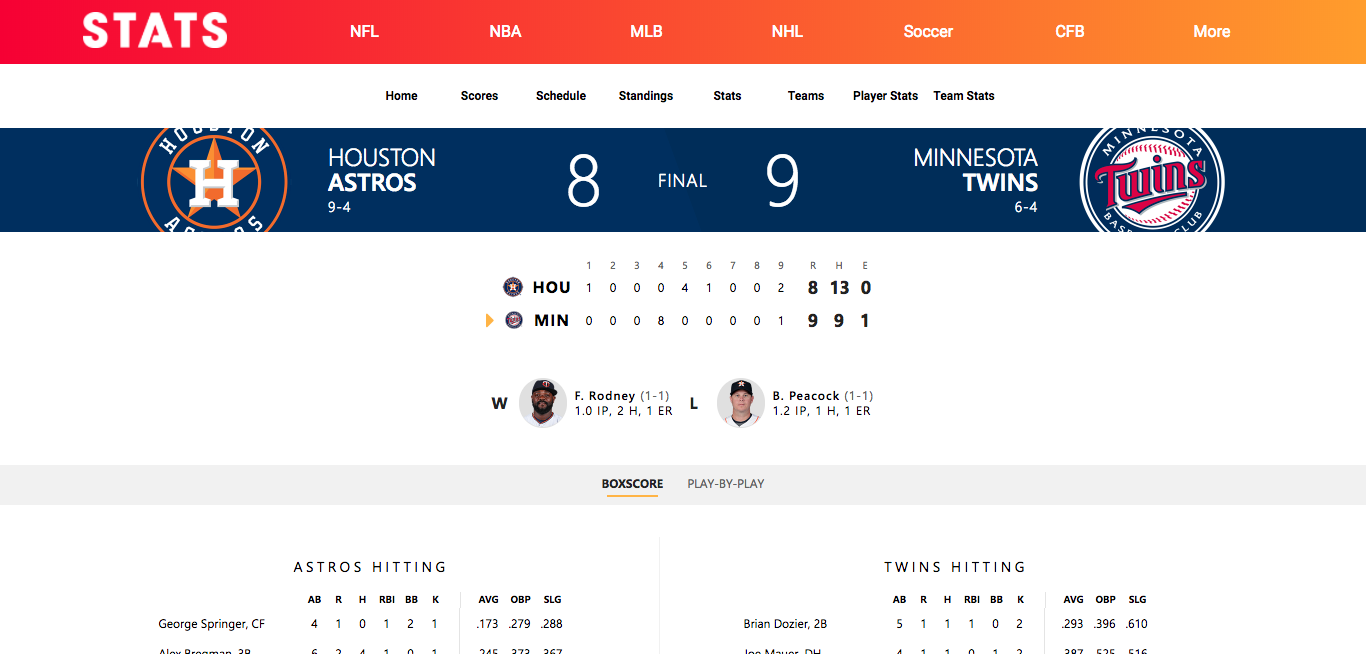 STATS NFL NBA MLB NHL Soccer CFB More
Home Scores Schedule Standings Stats Teams Player Stats Team Stats
HOUSTON
ASTROS
9-4
8 FINAL 9
MINNESOTA
TWINS
6-4
HOUSTON
H
ASTROS
MINNESOTA
Twins
BASEBALL CLUB
1 2 3 4 5 6 7 8 9 R H E
HOU 1 0 0 0 4 1 0 0 2 8 13 0
MIN 0 0 0 8 0 0 0 0 1 9 9 1
W F. Rodney (1-1)
1.0 IP, 2 H, 1 ER
L B. Peacock (1-1)
1.2 IP, 1 H, 1 ER
BOXSCORE PLAY-BY-PLAY
ASTROS HITTING
AB R H RBI BB K AVG OBP SLG
George Springer, CF 4 1 0 1 2 1 .173 .279 .288
Alex Bregman, 3B 6 2 4 1 0 1 .245 .373 .367
TWINS HITTING
AB R H RBI BB K AVG OBP SLG
Brian Dozier, 2B 5 1 1 1 0 2 .293 .396 .610
Joe Mauer, DH 4 1 1 0 1 2 .387 .525 .516